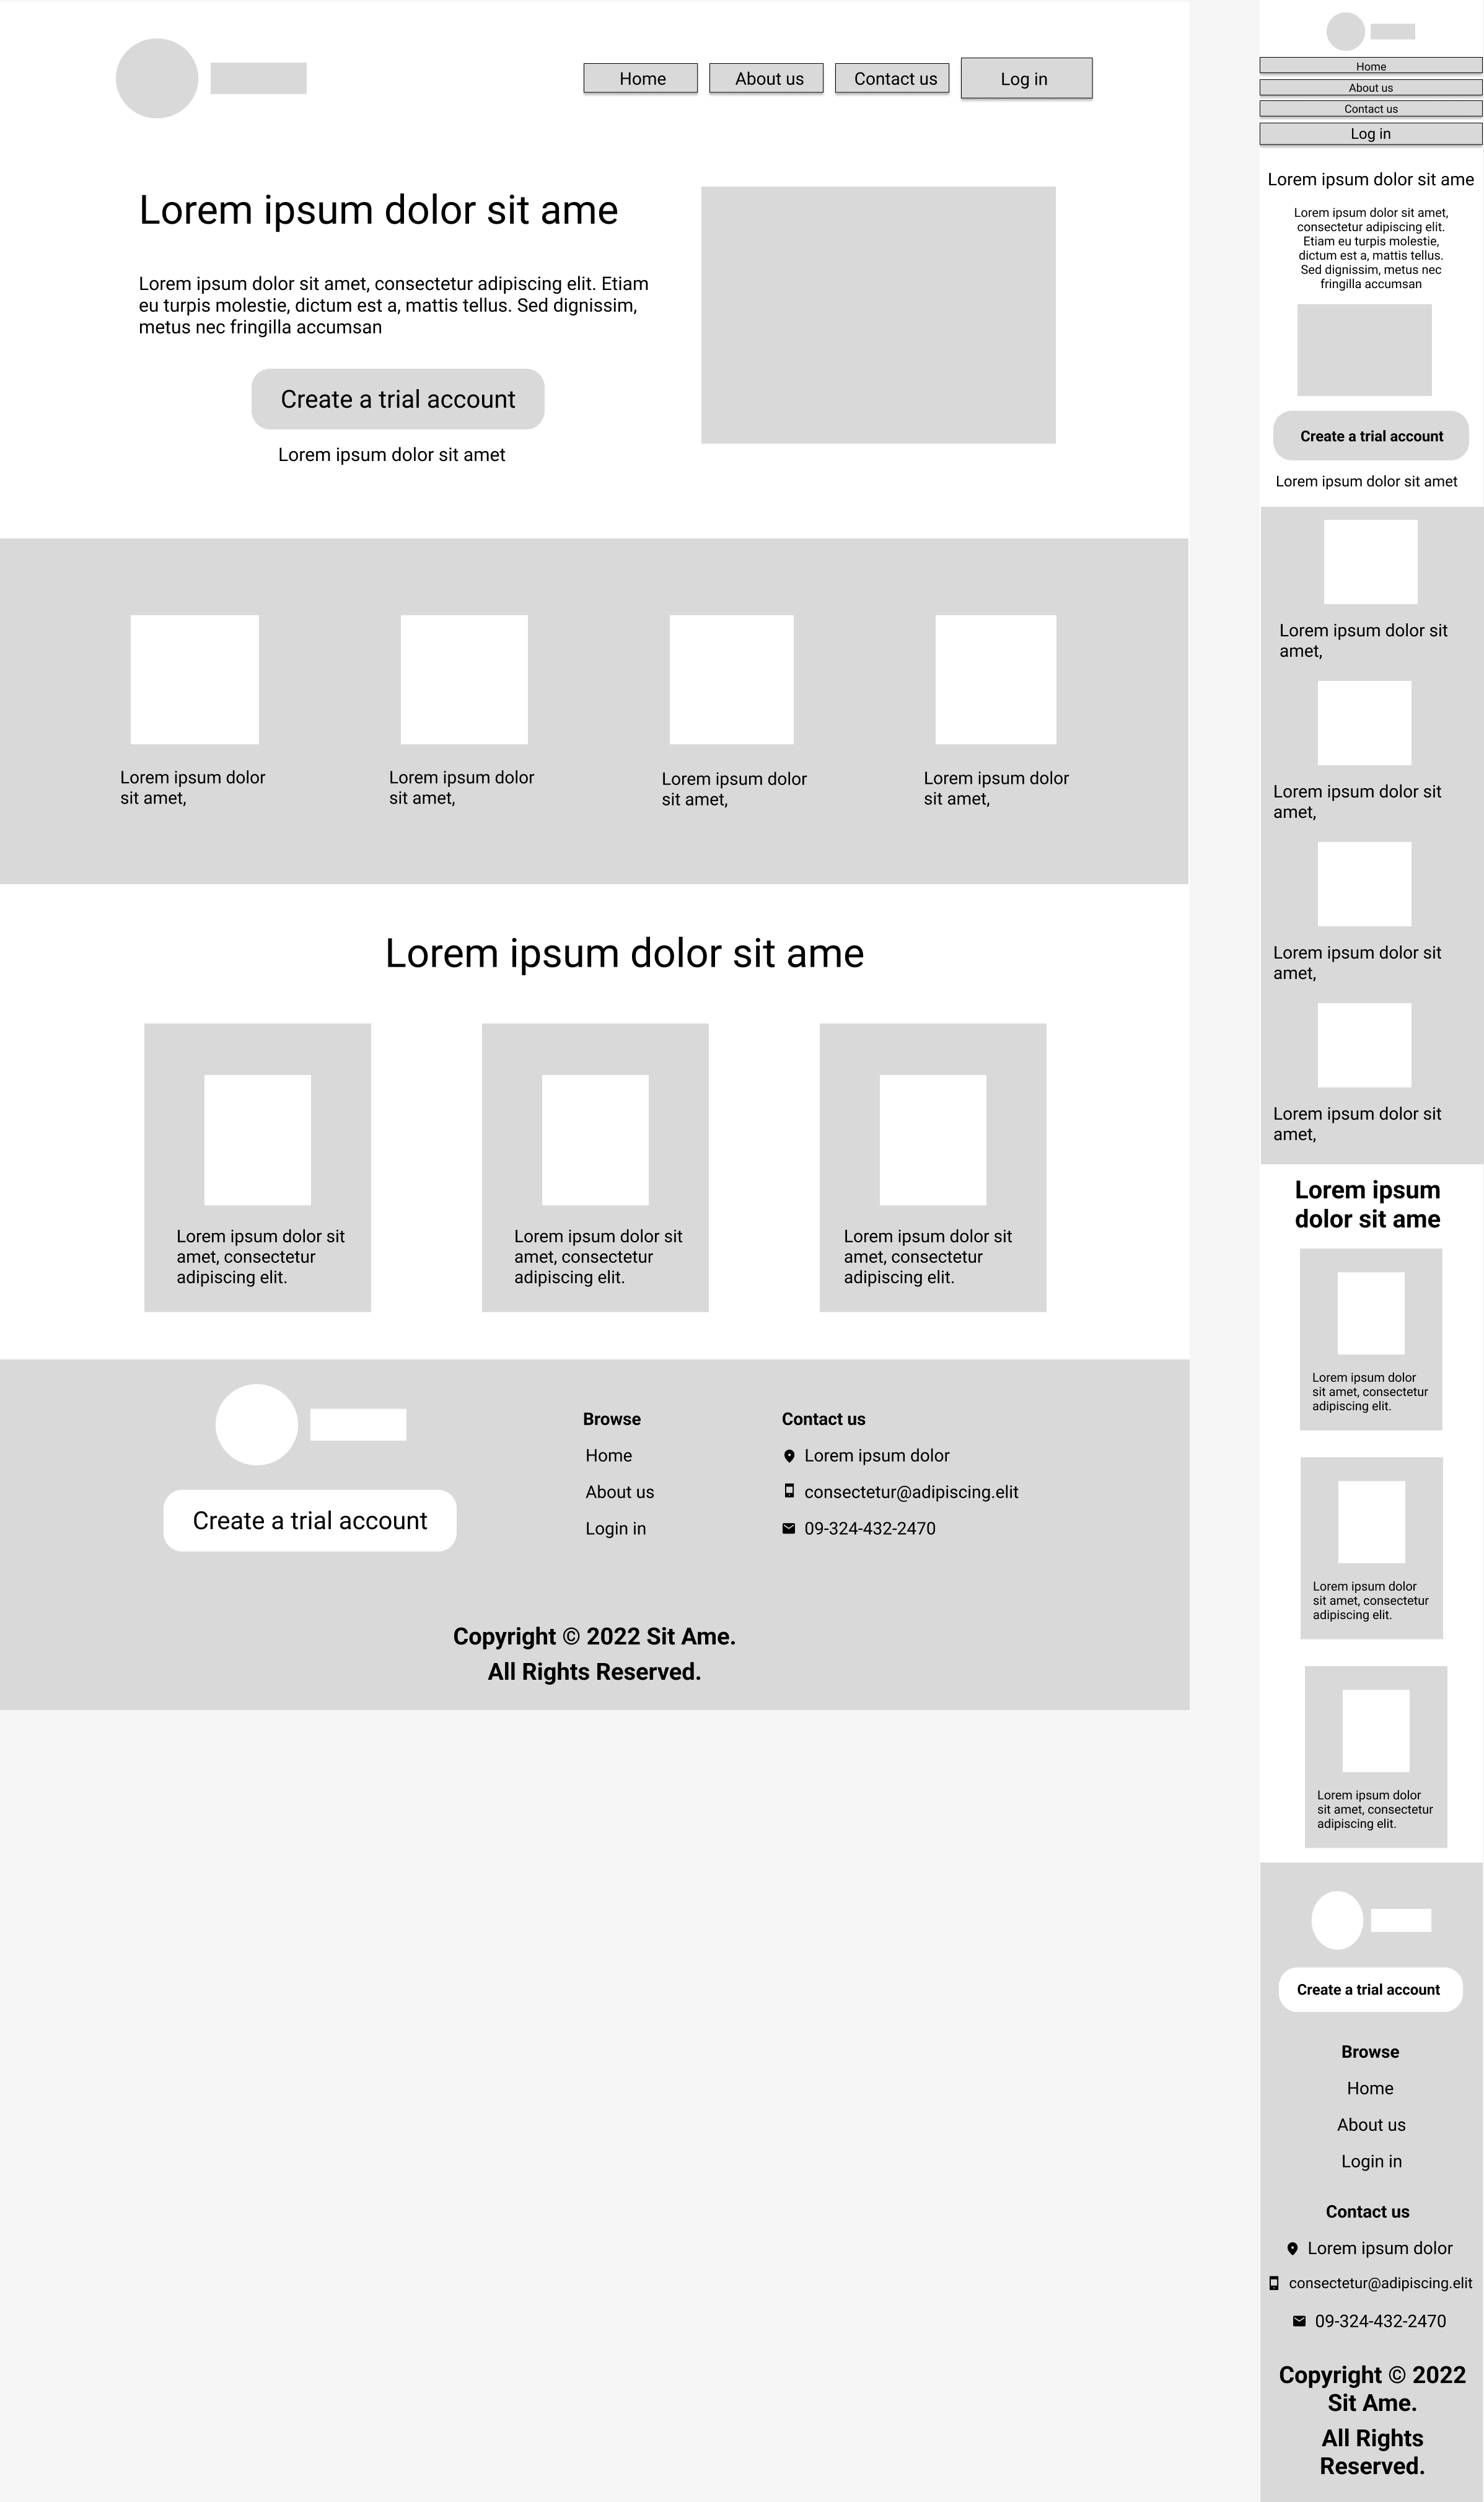 Home
About us
Contact us
Log in
Lorem ipsum dolor sit ame
Lorem ipsum dolor sit amet, consectetur adipiscing elit. Etiam
eu turpis molestie, dictum est a, mattis tellus. Sed dignissim,
metus nec fringilla accumsan
Create a trial account
Lorem ipsum dolor sit amet
Lorem ipsum dolor
sit amet,
Lorem ipsum dolor
sit amet,
Lorem ipsum dolor
sit amet,
Lorem ipsum dolor
sit amet,
Lorem ipsum dolor sit ame
Lorem ipsum dolor sit
amet, consectetur
adipiscing elit.
Lorem ipsum dolor sit
amet, consectetur
adipiscing elit.
Lorem ipsum dolor sit
amet, consectetur
adipiscing elit.
Create a trial account
Browse
Home
About us
Login in
Contact us
Lorem ipsum dolor
consectetur@adipiscing.elit
09-324-432-2470
Copyright © 2022 Sit Ame.
All Rights Reserved.
Home
About us
Contact us
Log in
Lorem ipsum dolor sit ame
Lorem ipsum dolor sit amet,
consectetur adipiscing elit.
Etiam eu turpis molestie,
dictum est a, mattis tellus.
Sed dignissim, metus nec
fringilla accumsan
Create a trial account
Lorem ipsum dolor sit amet
Lorem ipsum dolor sit
amet,
Lorem ipsum dolor sit
amet,
Lorem ipsum dolor sit
amet,
Lorem ipsum dolor sit
amet,
Lorem ipsum
dolor sit ame
Lorem ipsum dolor
sit amet, consectetur
adipiscing elit.
Lorem ipsum dolor
sit amet, consectetur
adipiscing elit.
Lorem ipsum dolor
sit amet, consectetur
adipiscing elit.
Create a trial account
Browse
Home
About us
Login in
Contact us
Lorem ipsum dolor
consectetur@adipiscing.elit
09-324-432-2470
Copyright © 2022
Sit Ame.
All Rights
Reserved.